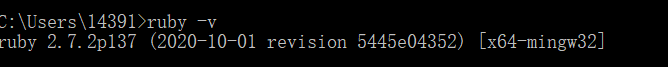 C:\Users\14391>ruby -v
ruby 2.7.2p137 (2020-10-01 revision 5445e04352) [x64-mingw32]